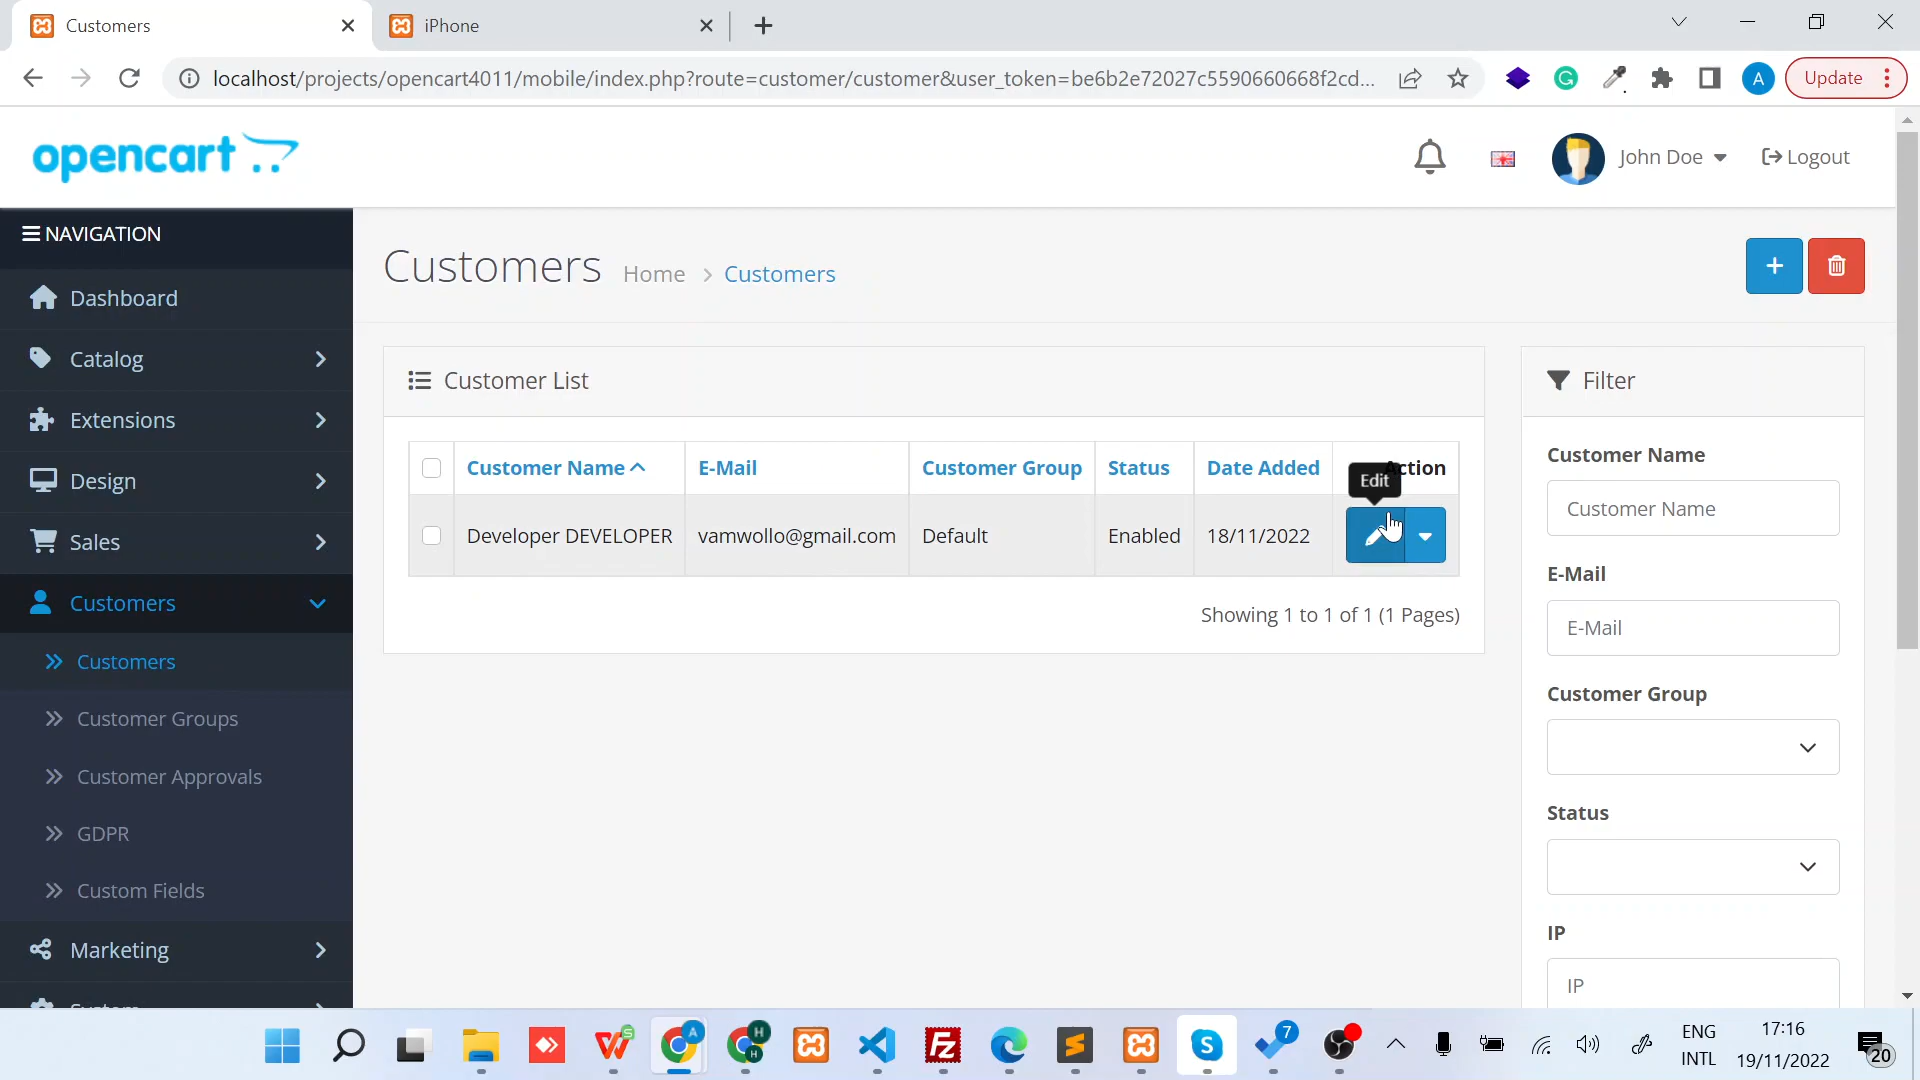 Customers
iPhone
localhost/projects/opencart4011/mobile/index.php?route=customer/customer&user_token=be6b2e72027c5590660668f2cd...
A
Update
opencart
John Doe
Logout
NAVIGATION
Dashboard
Catalog
Extensions
Design
Sales
Customers
Customers
Customer Groups
Customer Approvals
GDPR
Custom Fields
Marketing
System
Customers
Home > Customers
Customer List
Customer Name E-Mail Customer Group Status Date Added Action
Edit
Developer DEVELOPER vamwollo@gmail.com Default Enabled 18/11/2022
Showing 1 to 1 of 1 (1 Pages)
Filter
Customer Name
Customer Name
E-Mail
E-Mail
Customer Group
Status
IP
IP
ENG
INTL
17:16
19/11/2022
20
7